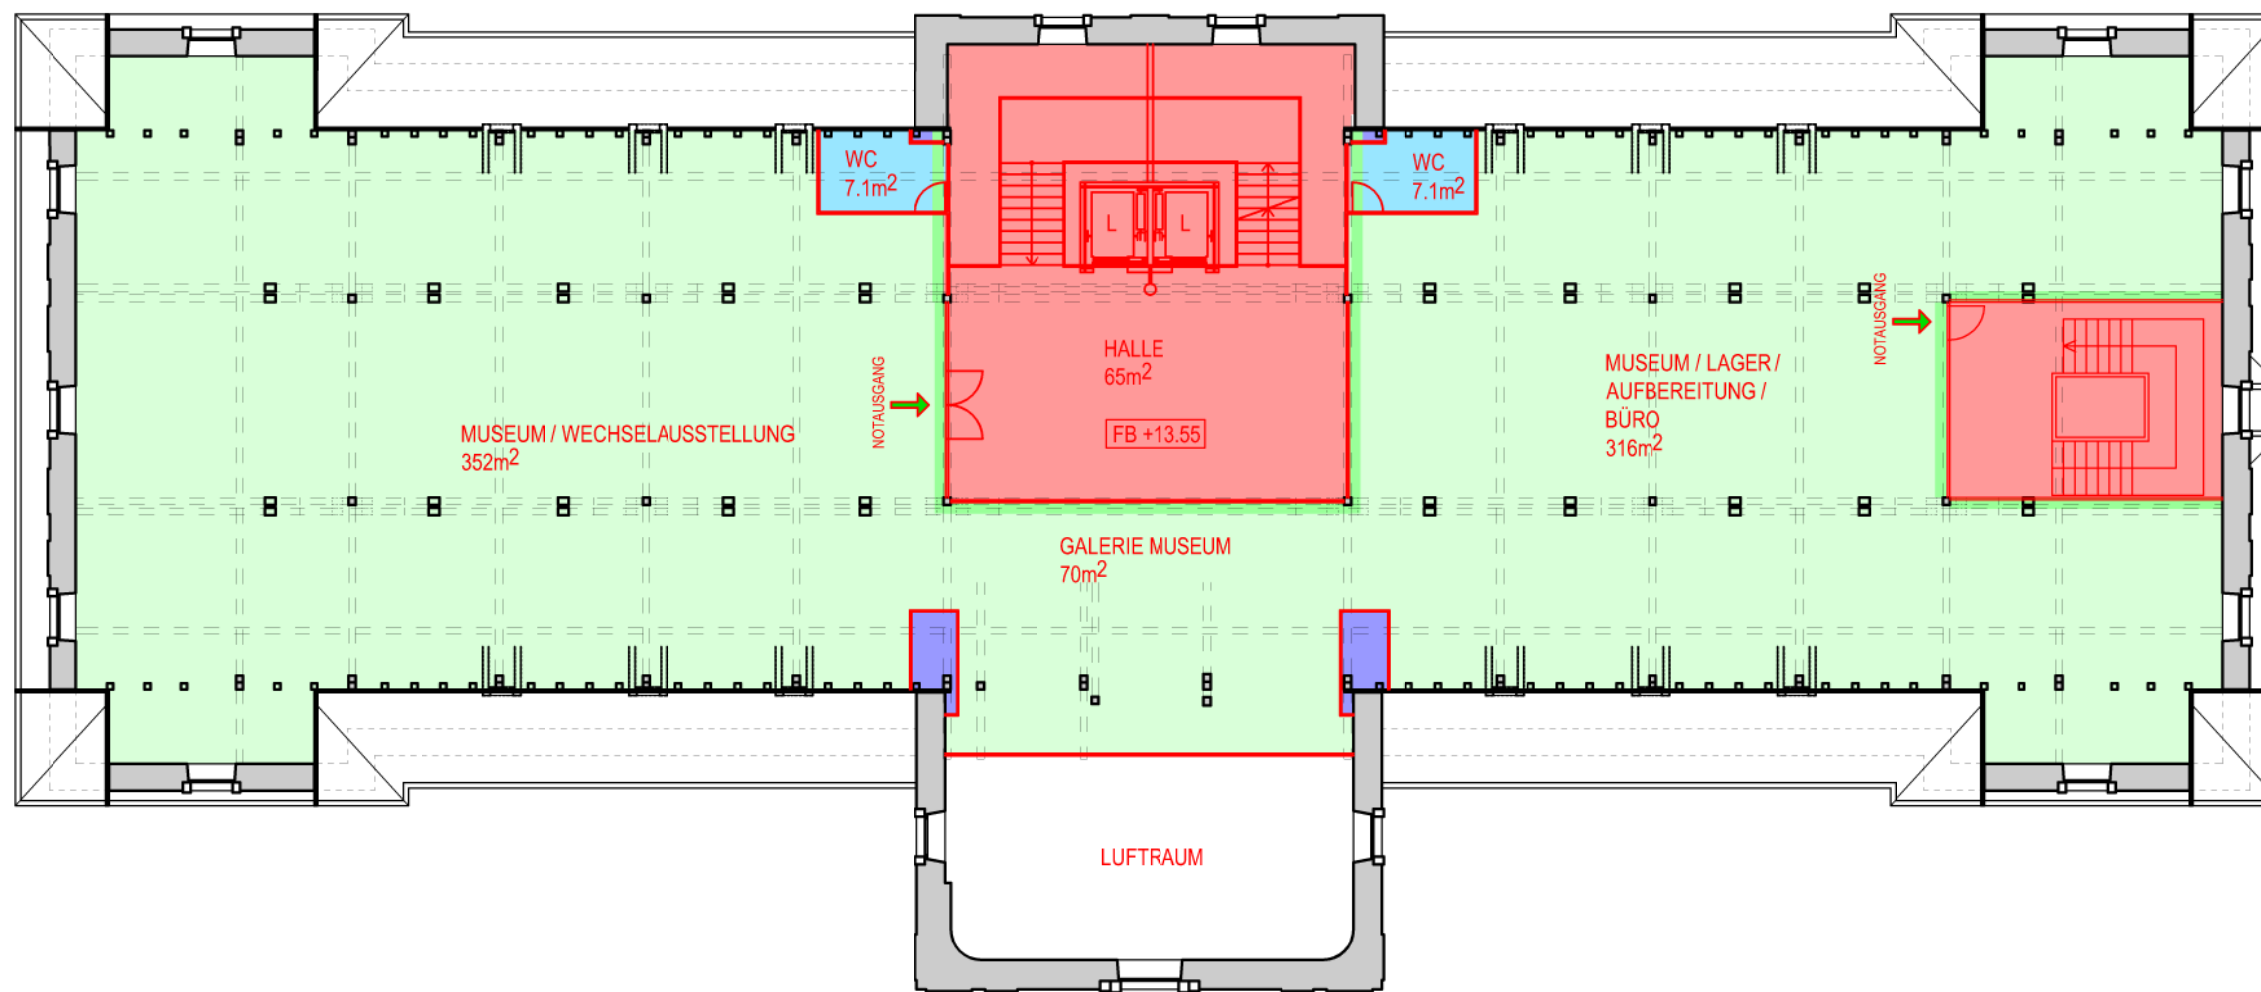 WC
7.1m²
WC
7.1m²
L
L
NOTAUSGANG
HALLE
65m²
FB +13.55
NOTAUSGANG
MUSEUM / WECHSELAUSSTELLUNG
352m²
MUSEUM / LAGER /
AUFBEREITUNG /
BÜRO
316m²
GALERIE MUSEUM
70m²
LUFTRAUM